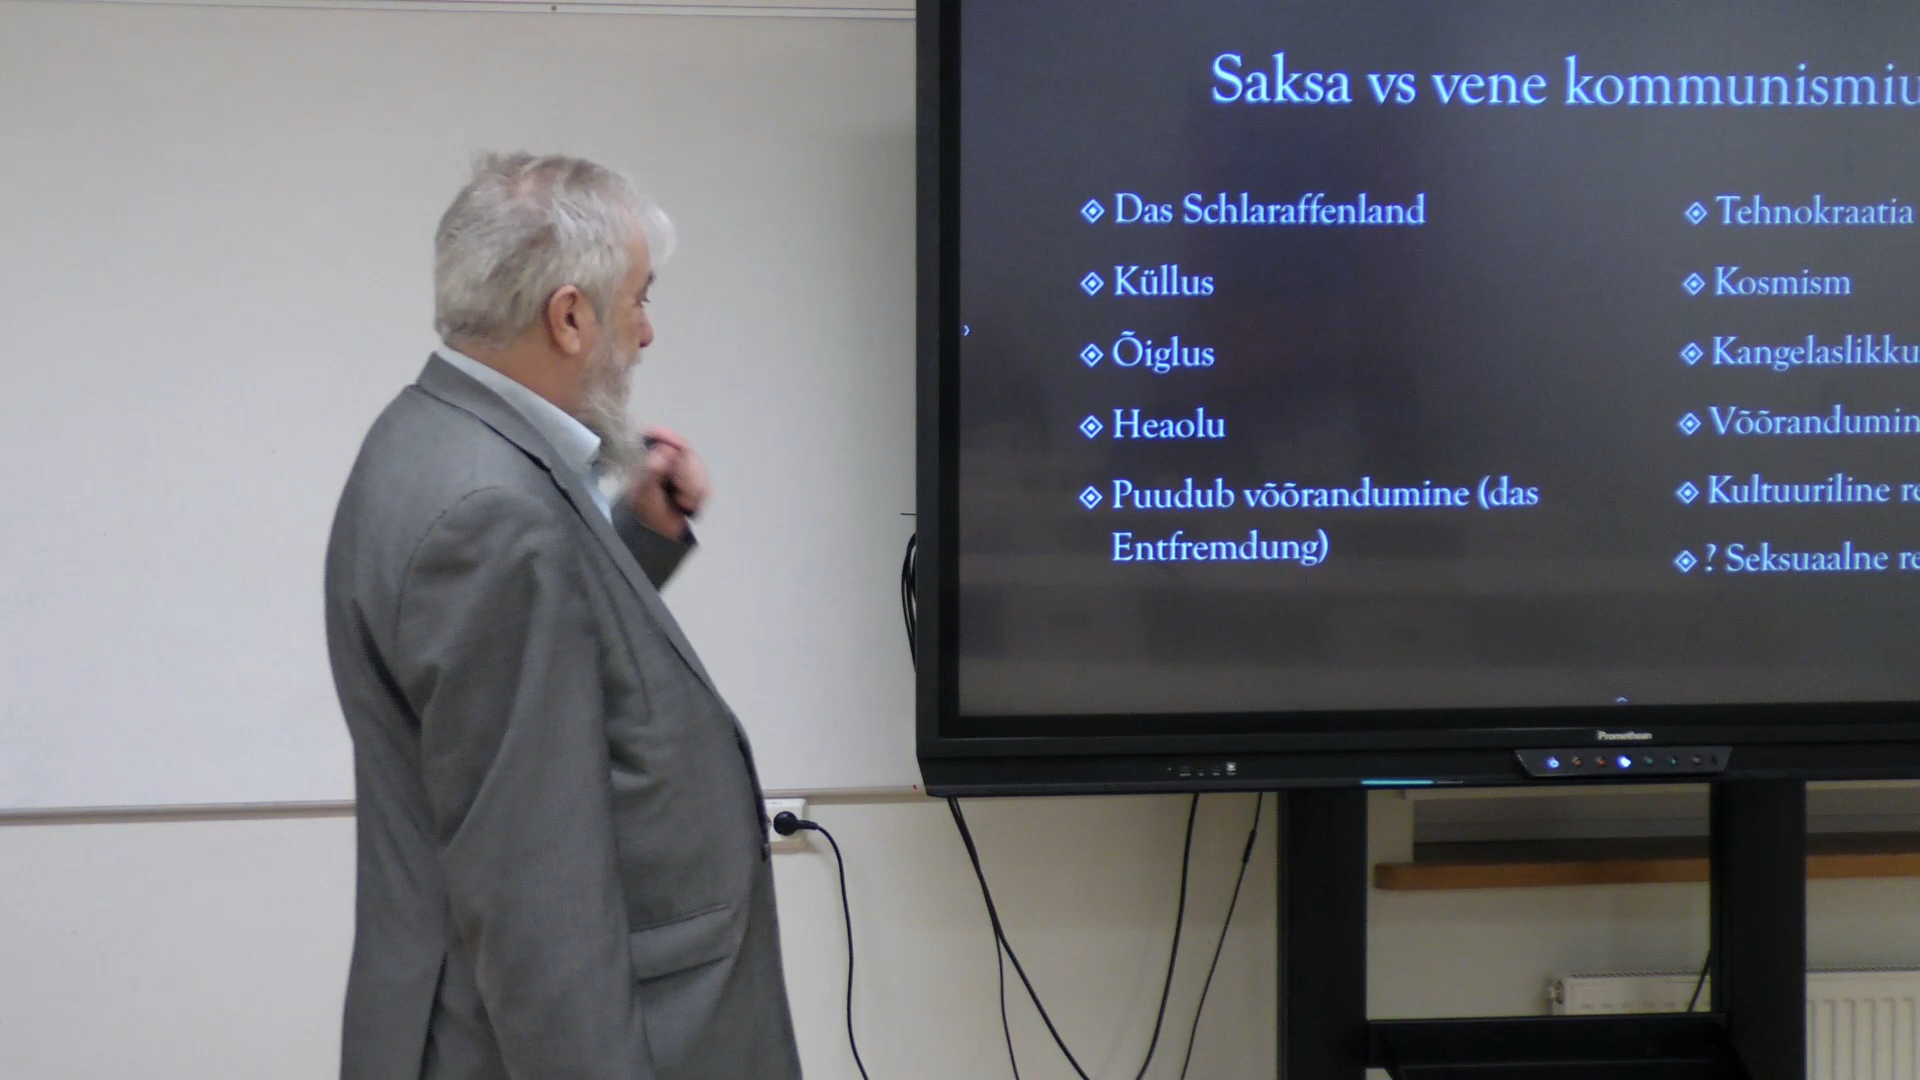 Saksa vs vene kommunismiu
Das Schlaraffenland
Küllus
Õiglus
Heaolu
Puudub võõrandumine (das
Entfremdung)
Tehnokraatia
Kosmism
Kangelaslikku
Võõrandumin
Kultuuriline re
? Seksuaalne re
Promethean